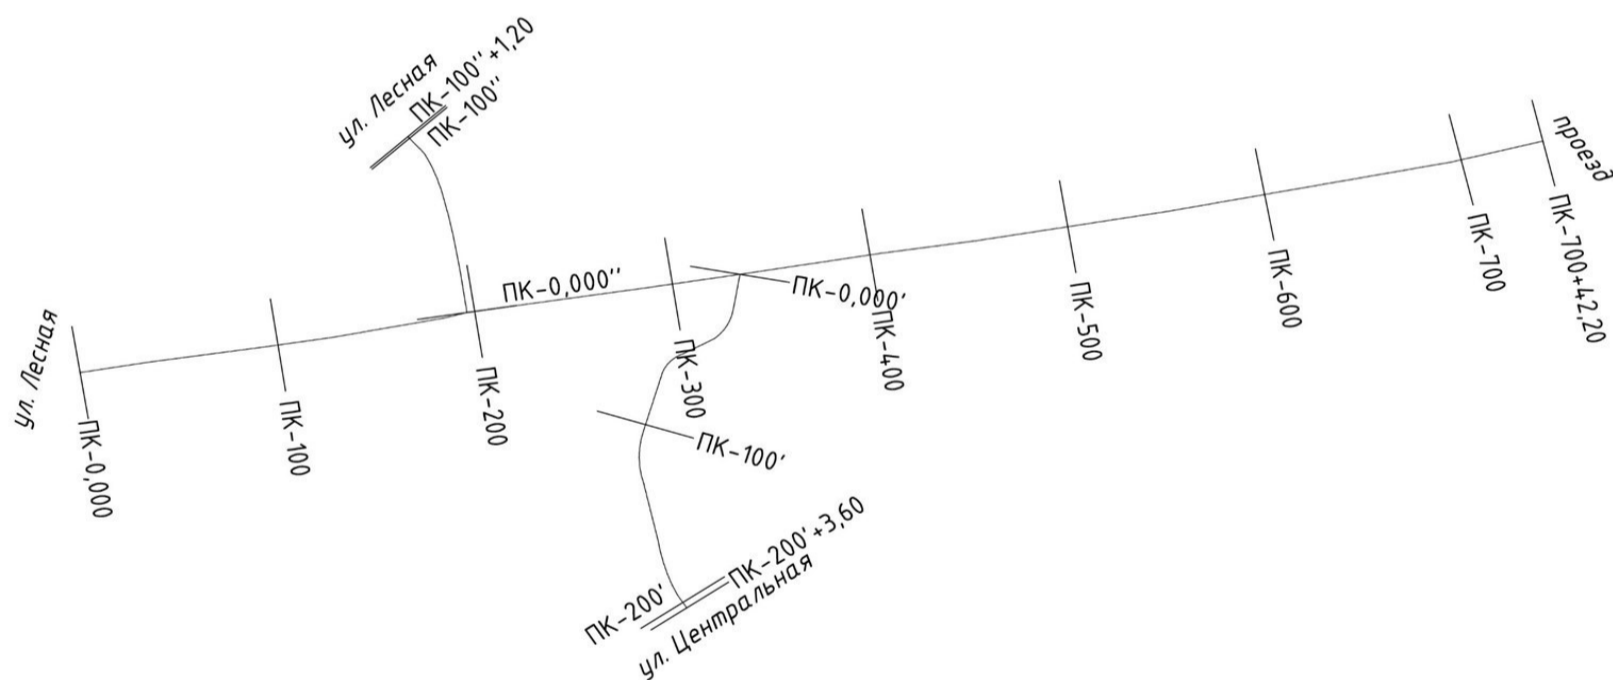 ул. Лесная
ПК-100''+1,20
ПК-100''
проезд
ПК-700+42,20
ПК-700
ПК-600
ПК-500
ПК-0,000''
ПК-0,000'
ПК-400
ПК-300
ПК-200
ул. Лесная
ПК-0,000
ПК-100
ПК-100'
ПК-200'+3,60
ПК-200'
ул. Центральная